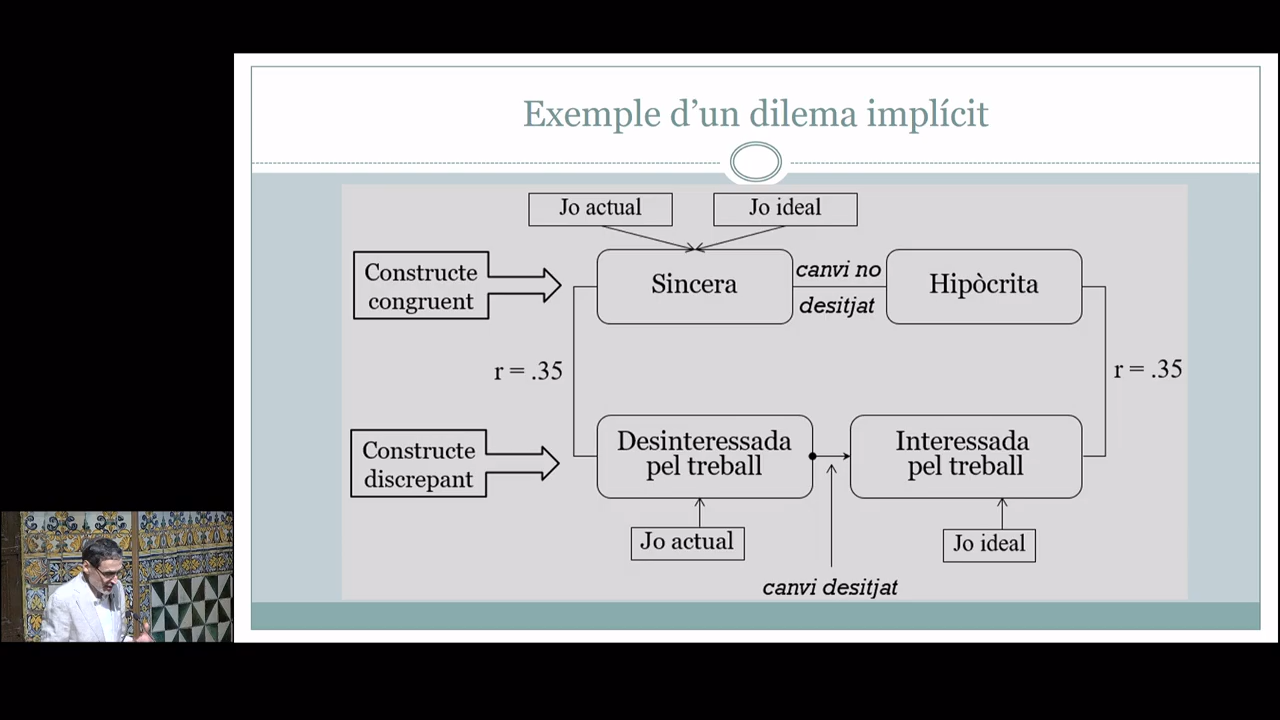 Exemple d’un dilema implícit
Jo actual
Jo ideal
Constructe
congruent
Sincera
canvi no
desitjat
Hipòcrita
r = .35
r = .35
Constructe
discrepant
Desinteressada
pel treball
Interessada
pel treball
Jo actual
Jo ideal
canvi desitjat